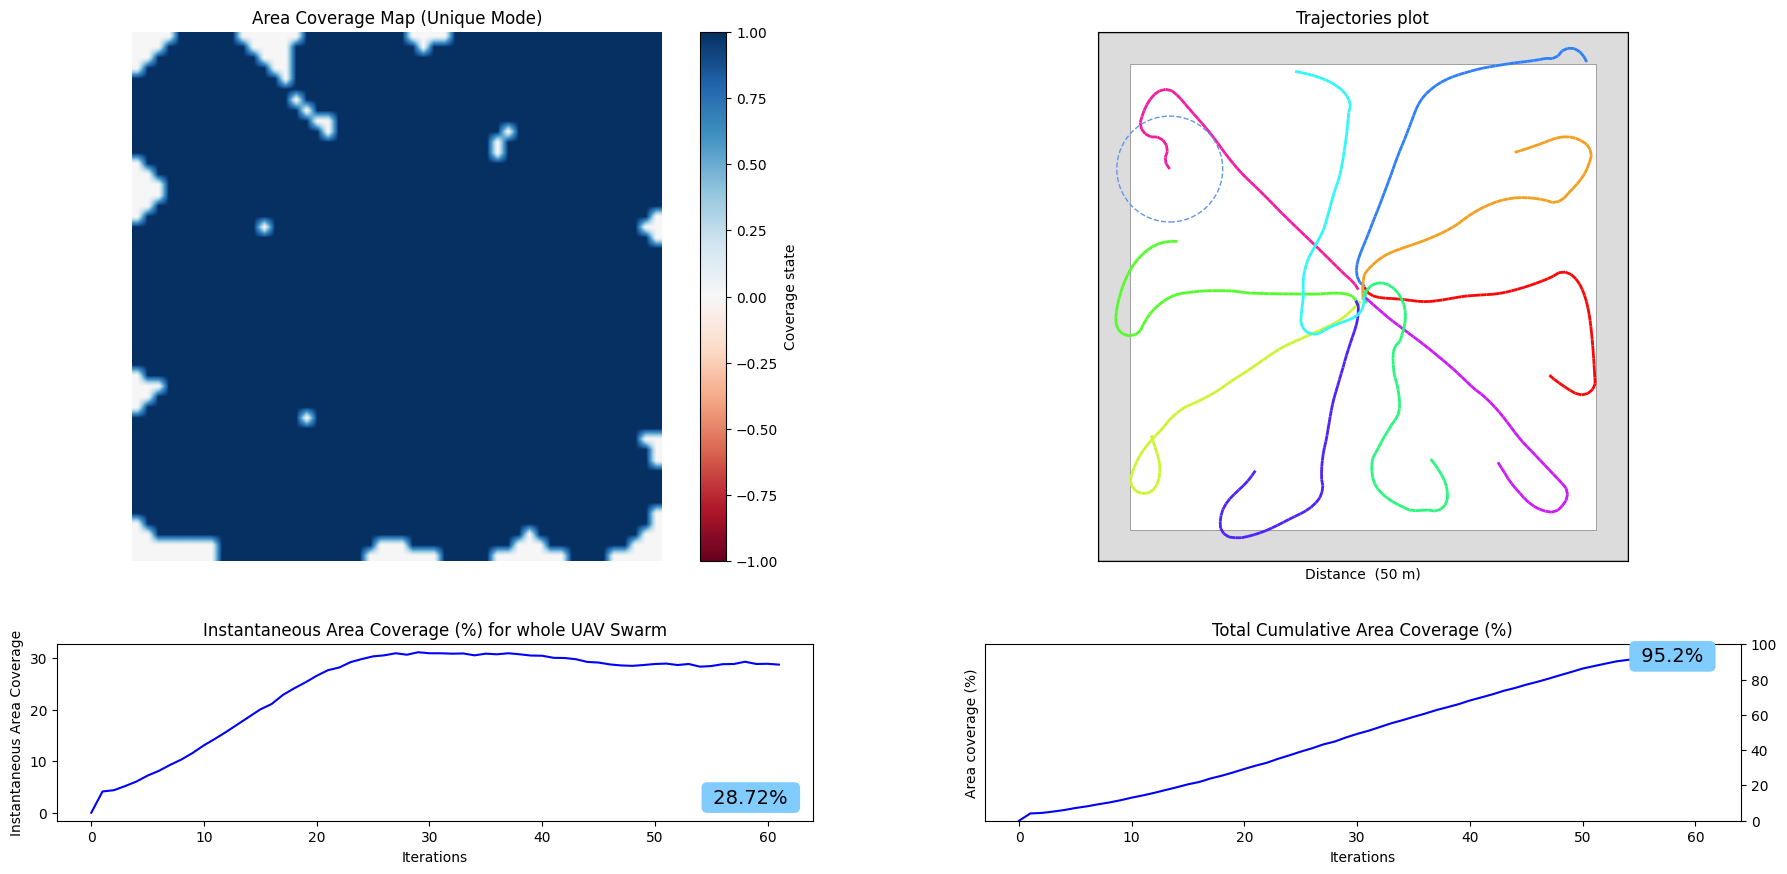 Area Coverage Map (Unique Mode)
1.00
0.75
0.50
0.25
0.00
−0.25
−0.50
−0.75
−1.00
Coverage state
Trajectories plot
Distance  (50 m)
Instantaneous Area Coverage (%) for whole UAV Swarm
Instantaneous Area Coverage
30
20
10
0
28.72%
0 10 20 30 40 50 60
Iterations
Total Cumulative Area Coverage (%)
Area coverage (%)
95.2%
100
80
60
40
20
0
0 10 20 30 40 50 60
Iterations